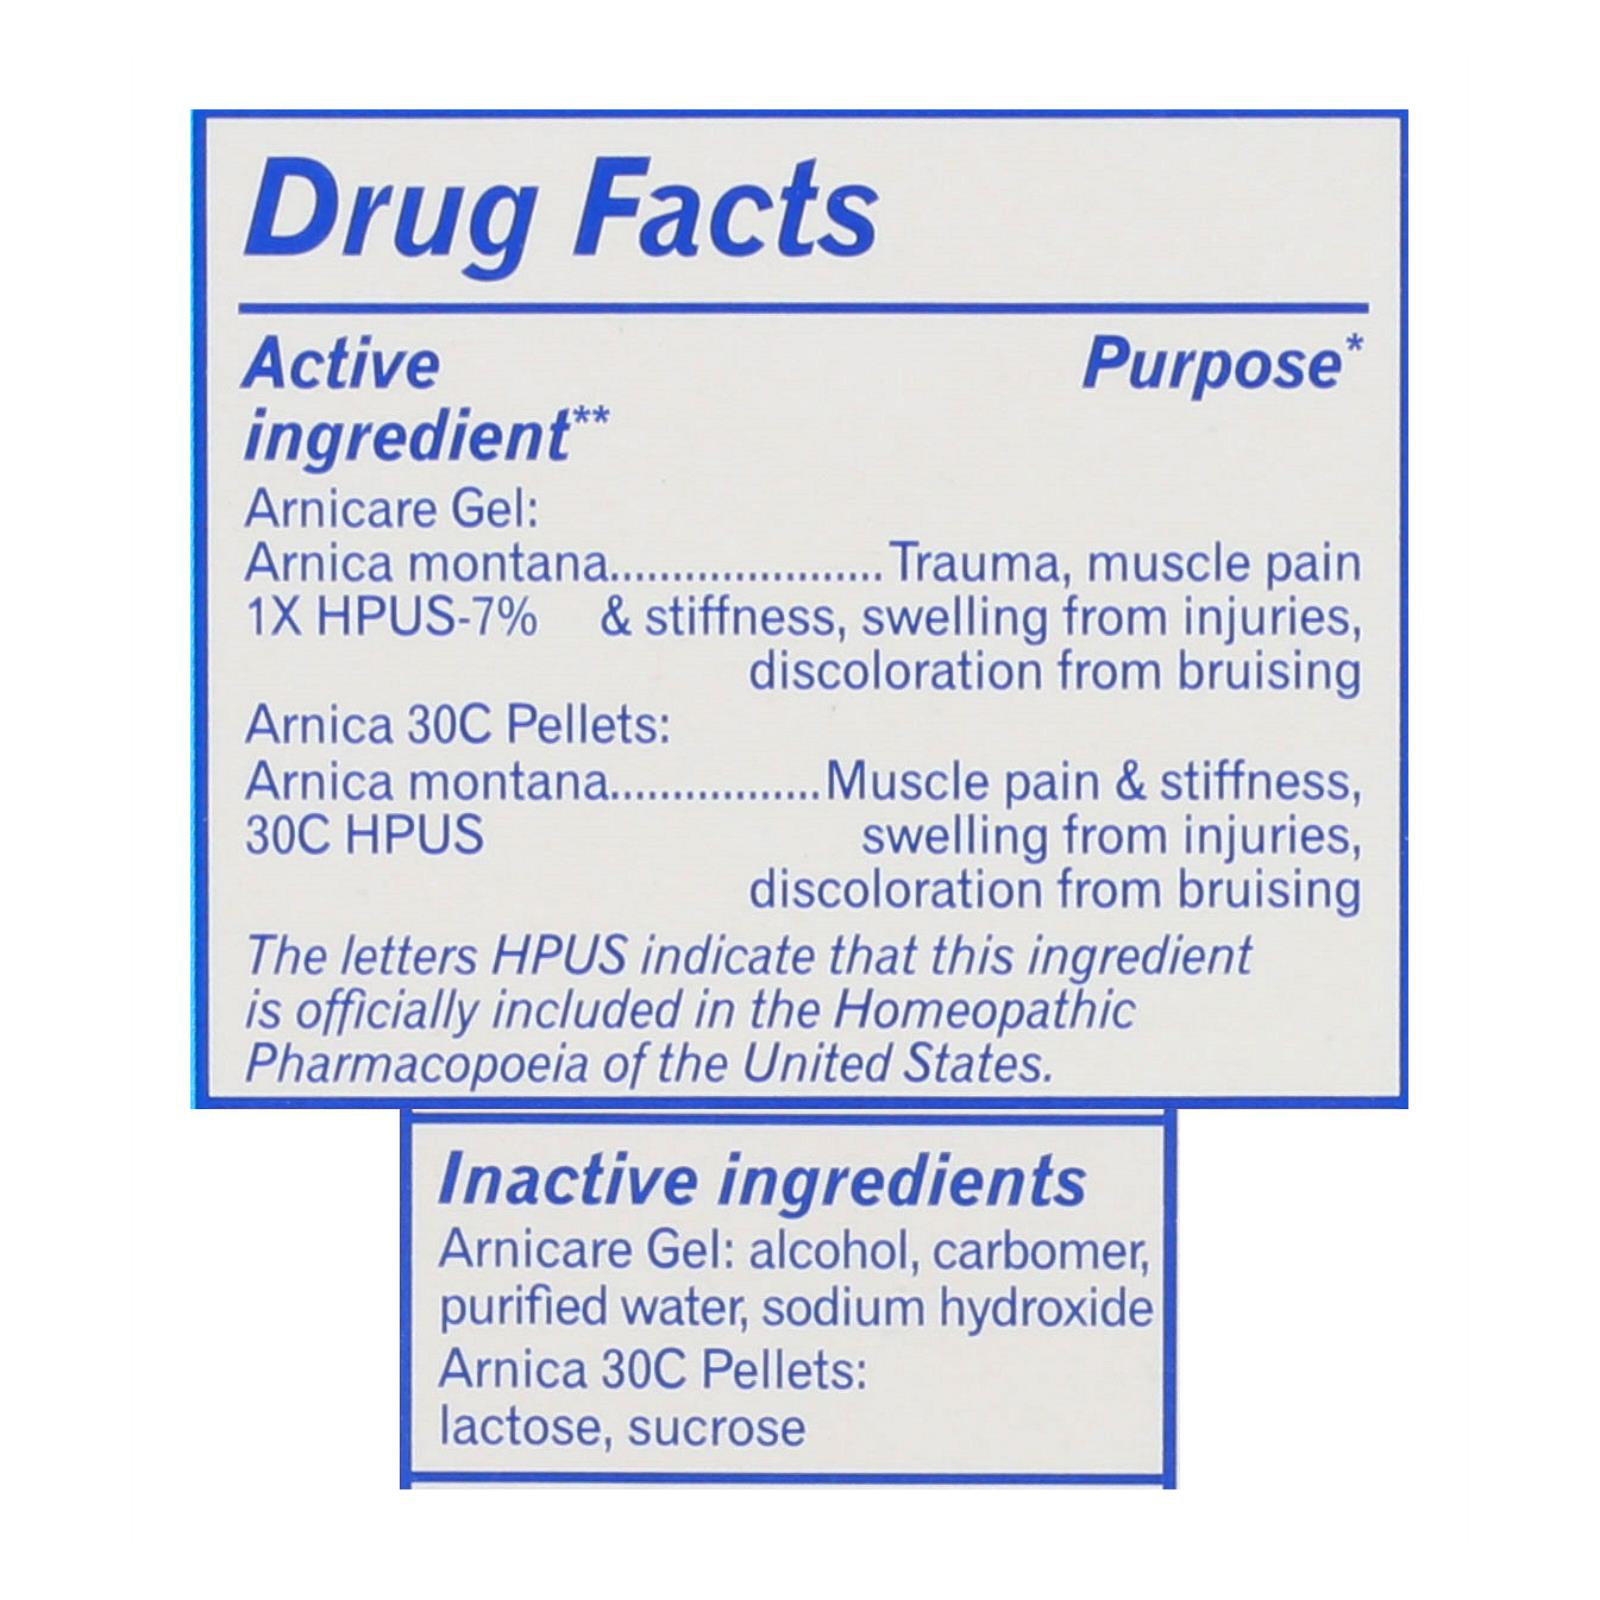 Drug Facts
Active Purpose*
ingredient**
Arnicare Gel:
Arnica montana......................Trauma, muscle pain
1X HPUS-7% & stiffness, swelling from injuries,
discoloration from bruising
Arnica 30C Pellets:
Arnica montana.................Muscle pain & stiffness,
30C HPUS swelling from injuries,
discoloration from bruising
The letters HPUS indicate that this ingredient
is officially included in the Homeopathic
Pharmacopoeia of the United States.
Inactive ingredients
Arnicare Gel: alcohol, carbomer,
purified water, sodium hydroxide
Arnica 30C Pellets:
lactose, sucrose